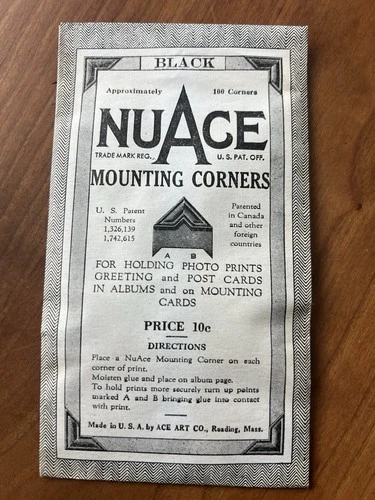 BLACK
Approximately 100 Corners
NUACE
TRADE MARK REG. U. S. PAT. OFF.
MOUNTING CORNERS
U. S. Patent
Numbers
1,326,139
1,742,615
Patented
in Canada
and other
foreign
countries
A B
FOR HOLDING PHOTO PRINTS
GREETING and POST CARDS
IN ALBUMS and on MOUNTING
CARDS
PRICE 10c
DIRECTIONS
Place a NuAce Mounting Corner on each
corner of print.
Moisten glue and place on album page.
To hold prints more securely turn up points
marked A and B bringing glue into contact
with print.
Made in U. S. A. by ACE ART CO., Reading, Mass.